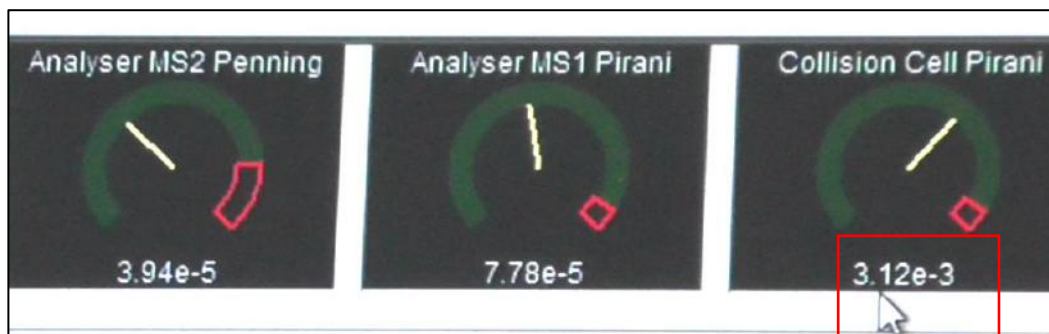 Analyser MS2 Penning
3.94e-5
Analyser MS1 Pirani
7.78e-5
Collision Cell Pirani
3.12e-3